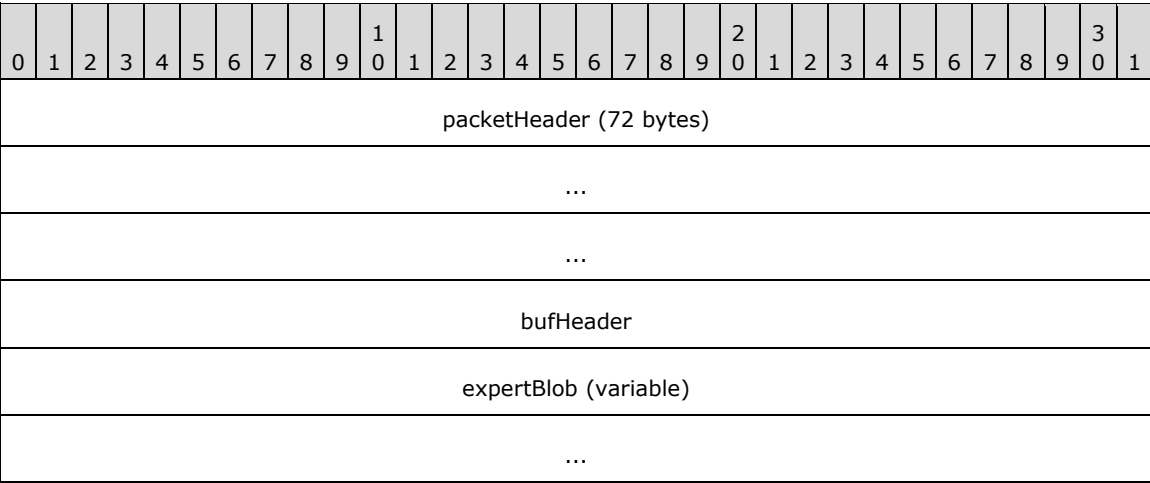 1 2 3
0 1 2 3 4 5 6 7 8 9 0 1 2 3 4 5 6 7 8 9 0 1 2 3 4 5 6 7 8 9 0 1
packetHeader (72 bytes)
...
...
bufHeader
expertBlob (variable)
...